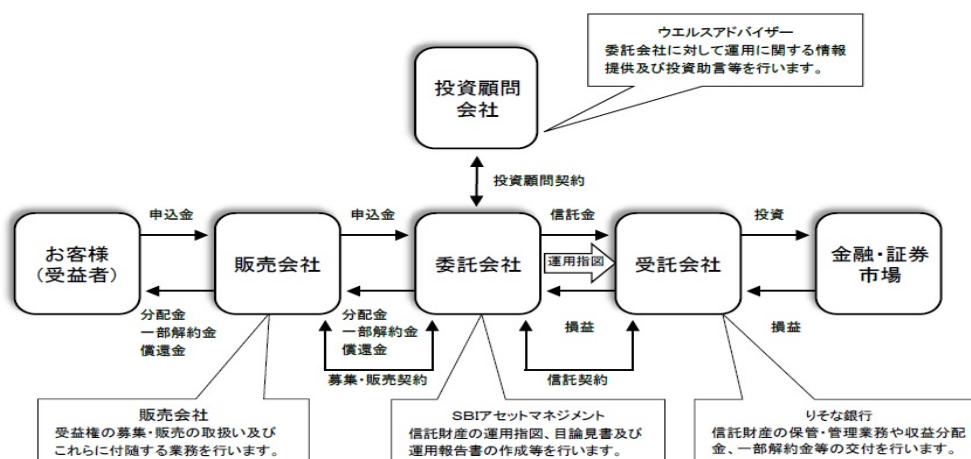 ウエルスアドバイザー
委託会社に対して運用に関する情報
提供及び投資助言等を行います。
投資顧問
会社
投資顧問契約
申込金
申込金
信託金
投資
お客様
(受益者)
販売会社
委託会社
運用指図
受託会社
金融・証券
市場
分配金
一部解約金
償還金
分配金
一部解約金
償還金
損益
損益
募集・販売契約
信託契約
販売会社
受益権の募集・販売の取扱い及び
これらに付随する業務を行います。
SBIアセットマネジメント
信託財産の運用指図、目論見書及び
運用報告書の作成等を行います。
りそな銀行
信託財産の保管・管理業務や収益分配
金、一部解約金等の交付を行います。